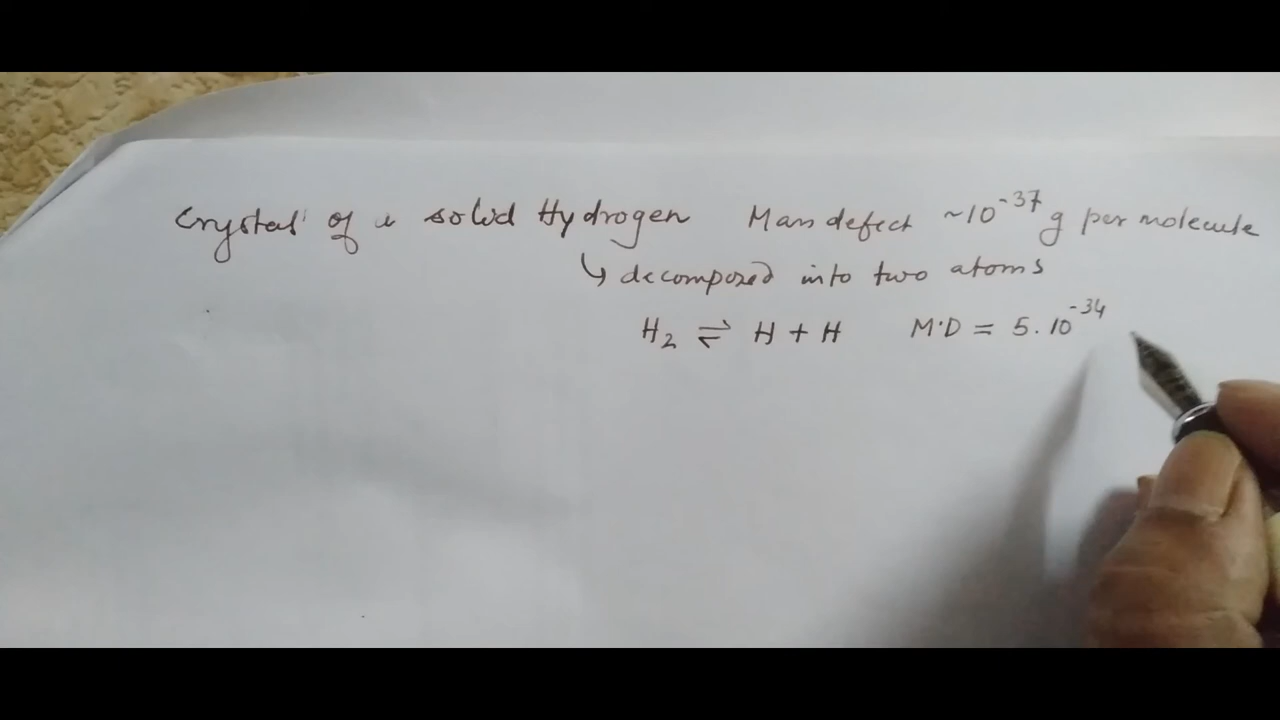 Crystal of a solid Hydrogen Mass defect ~10⁻³⁷ g per molecule
↳ decomposed into two atoms
H₂ ⇌ H + H M.D = 5.10⁻³⁴